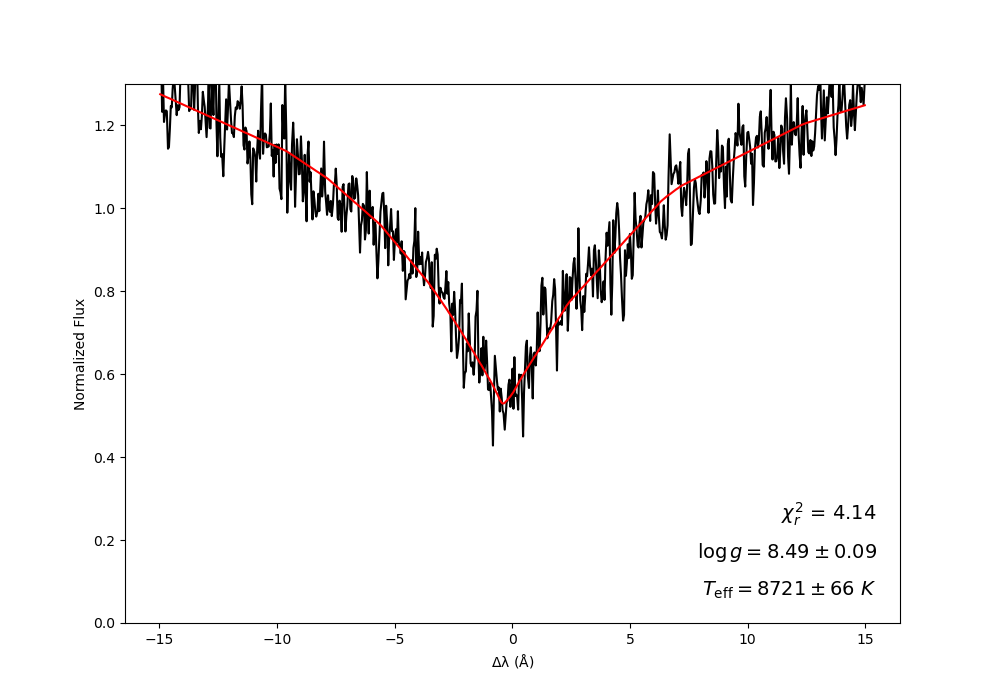 1.2
1.0
0.8
0.6
0.4
0.2
0.0
Normalized Flux
χ²ᵣ = 4.14
log g = 8.49 ± 0.09
T_eff = 8721 ± 66 K
−15 −10 −5 0 5 10 15
Δλ (Å)